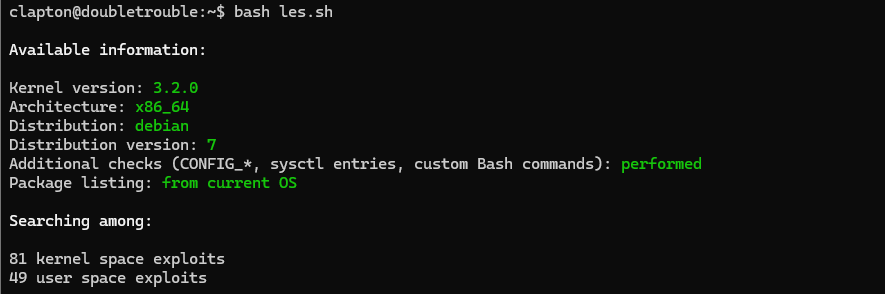 clapton@doubletrouble:~$ bash les.sh
Available information:
Kernel version: 3.2.0
Architecture: x86_64
Distribution: debian
Distribution version: 7
Additional checks (CONFIG_*, sysctl entries, custom Bash commands): performed
Package listing: from current OS
Searching among:
81 kernel space exploits
49 user space exploits